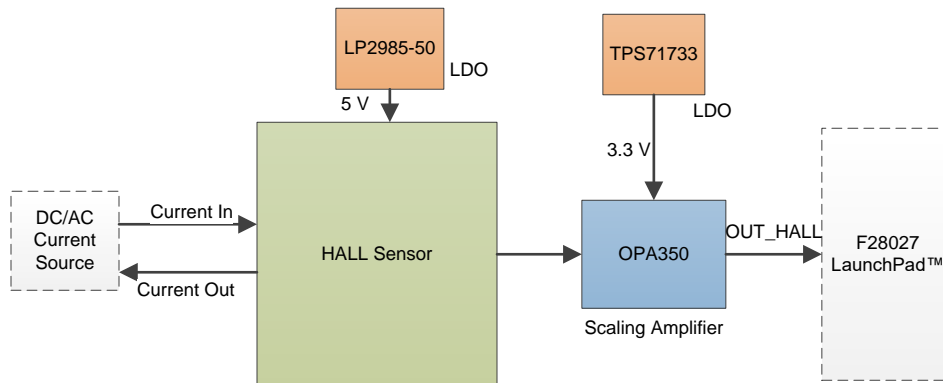 LP2985-50
LDO
5 V
TPS71733
LDO
3.3 V
DC/AC
Current
Source
Current In
Current Out
HALL Sensor
OPA350
Scaling Amplifier
OUT_HALL
F28027
LaunchPad™